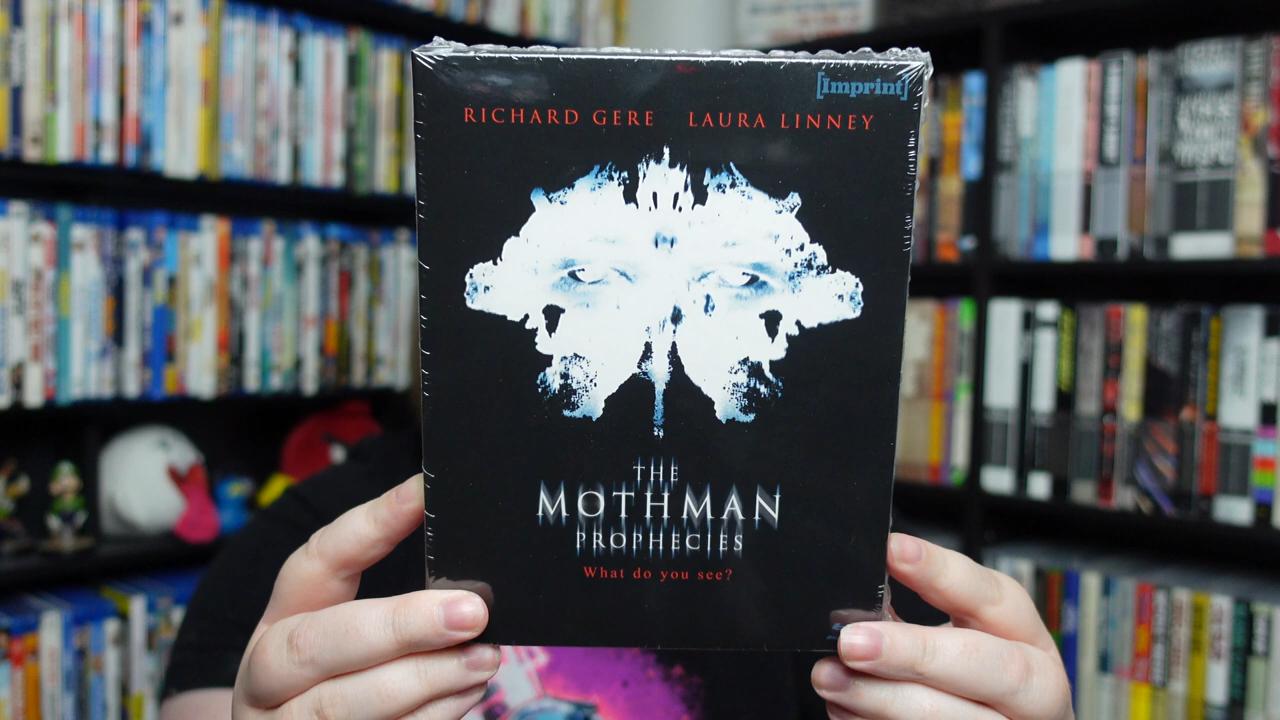 [Imprint]
RICHARD GERE LAURA LINNEY
THE
MOTHMAN
PROPHECIES
What do you see?